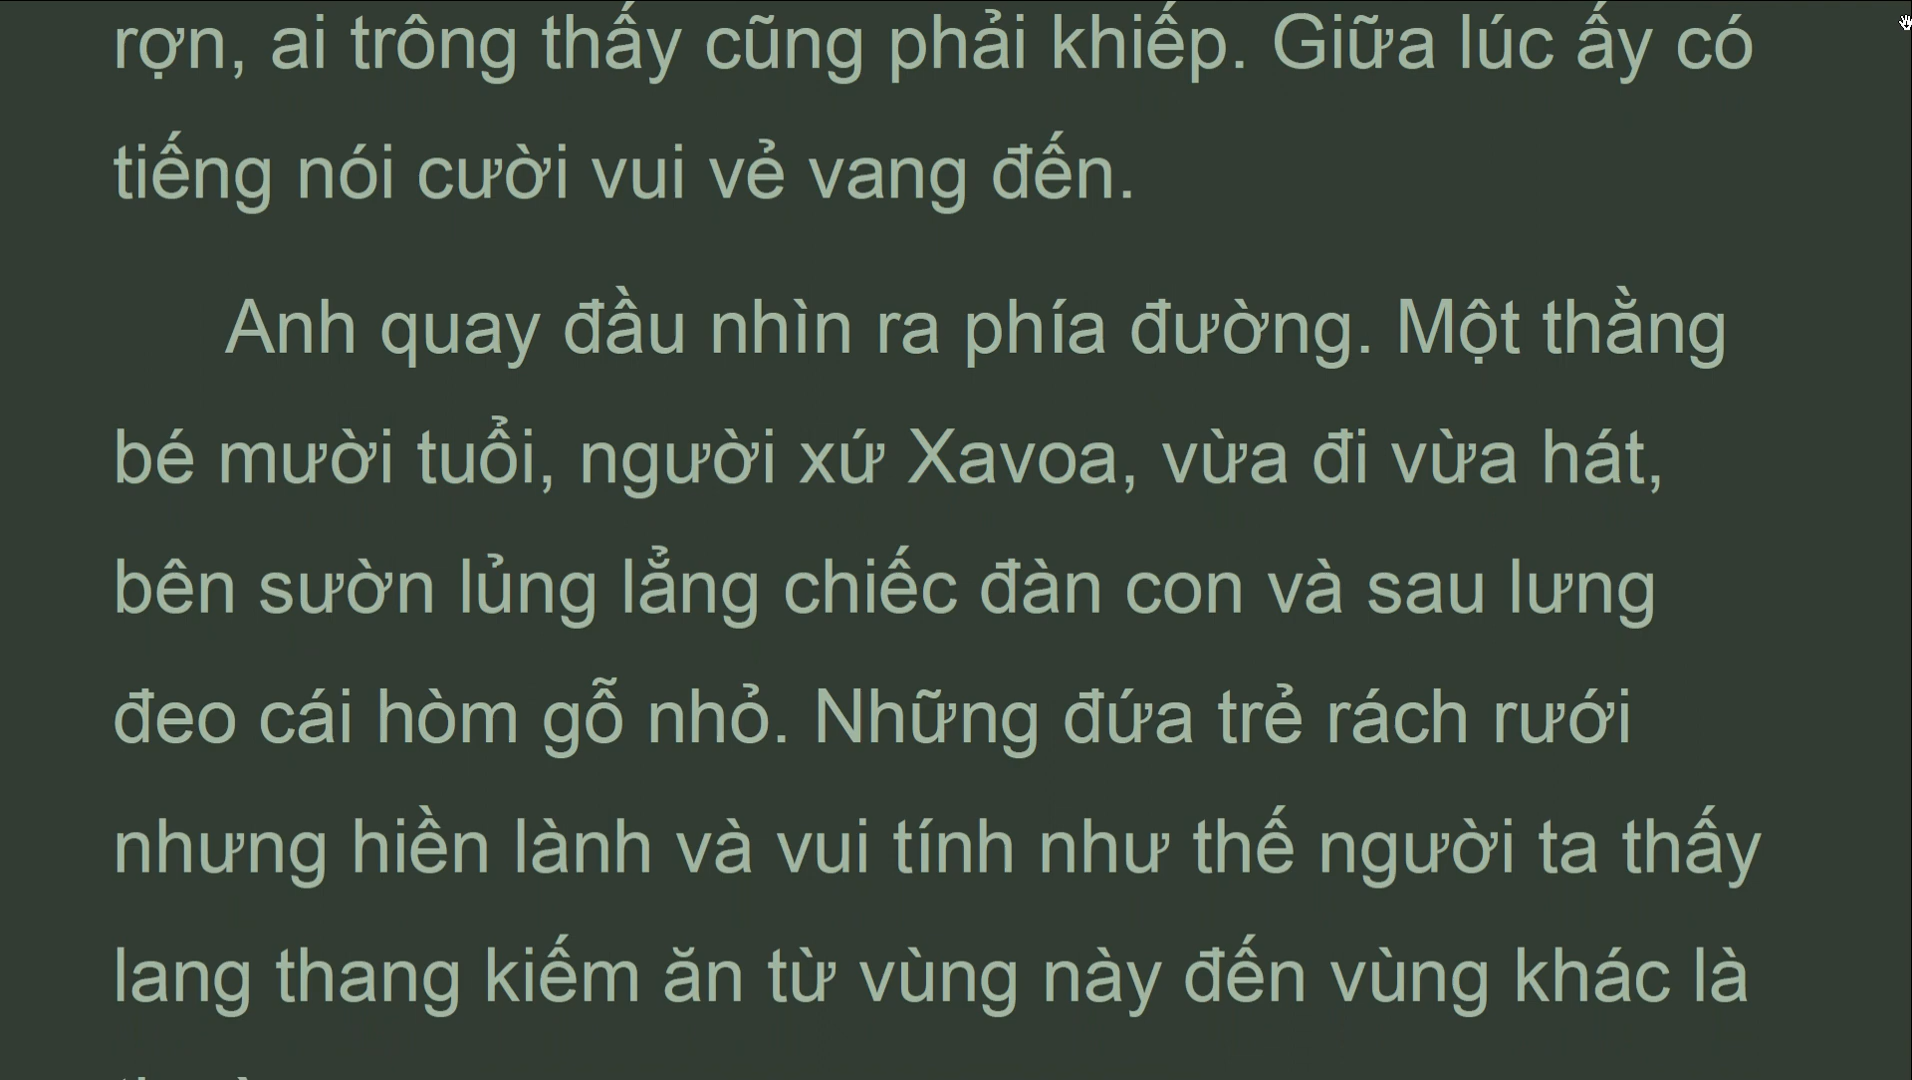 rợn, ai trông thấy cũng phải khiếp. Giữa lúc ấy có
tiếng nói cười vui vẻ vang đến.
Anh quay đầu nhìn ra phía đường. Một thằng
bé mười tuổi, người xứ Xavoa, vừa đi vừa hát,
bên sườn lủng lẳng chiếc đàn con và sau lưng
đeo cái hòm gỗ nhỏ. Những đứa trẻ rách rưới
nhưng hiền lành và vui tính như thế người ta thấy
lang thang kiếm ăn từ vùng này đến vùng khác là